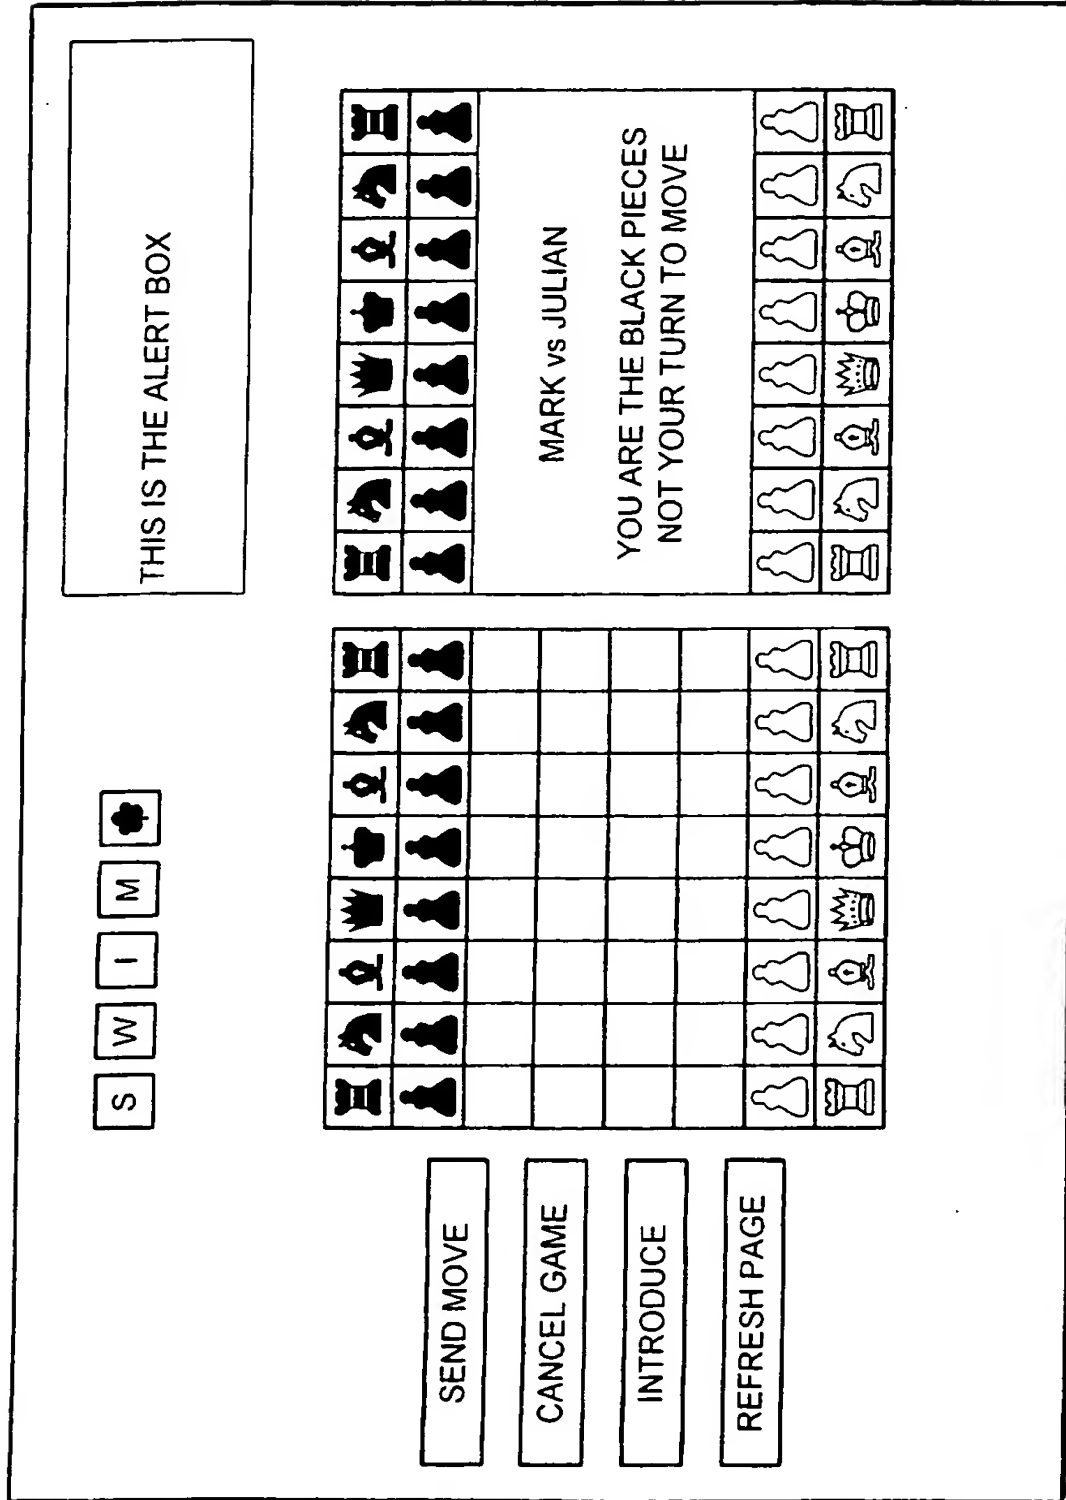 S W I M
THIS IS THE ALERT BOX
SEND MOVE
CANCEL GAME
INTRODUCE
REFRESH PAGE
MARK vs JULIAN
YOU ARE THE BLACK PIECES
NOT YOUR TURN TO MOVE